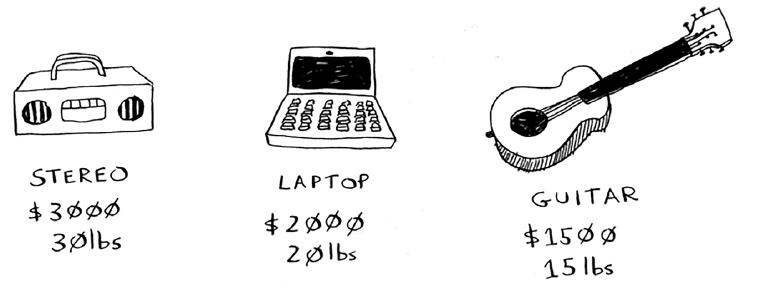 STEREO
$3000
30lbs
LAPTOP
$2000
20lbs
GUITAR
$1500
15lbs